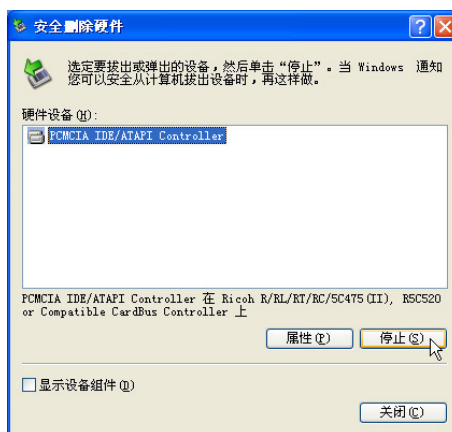 安全删除硬件
选定要拔出或弹出的设备,然后单击“停止”。当 Windows 通知
您可以安全从计算机拔出设备时,再这样做。
硬件设备(H):
PCMCIA IDE/ATAPI Controller
PCMCIA IDE/ATAPI Controller 在 Ricoh R/RL/RT/RC/5C475(II), R5C520
or Compatible CardBus Controller 上
属性(P) 停止(S)
显示设备组件(D)
关闭(C)